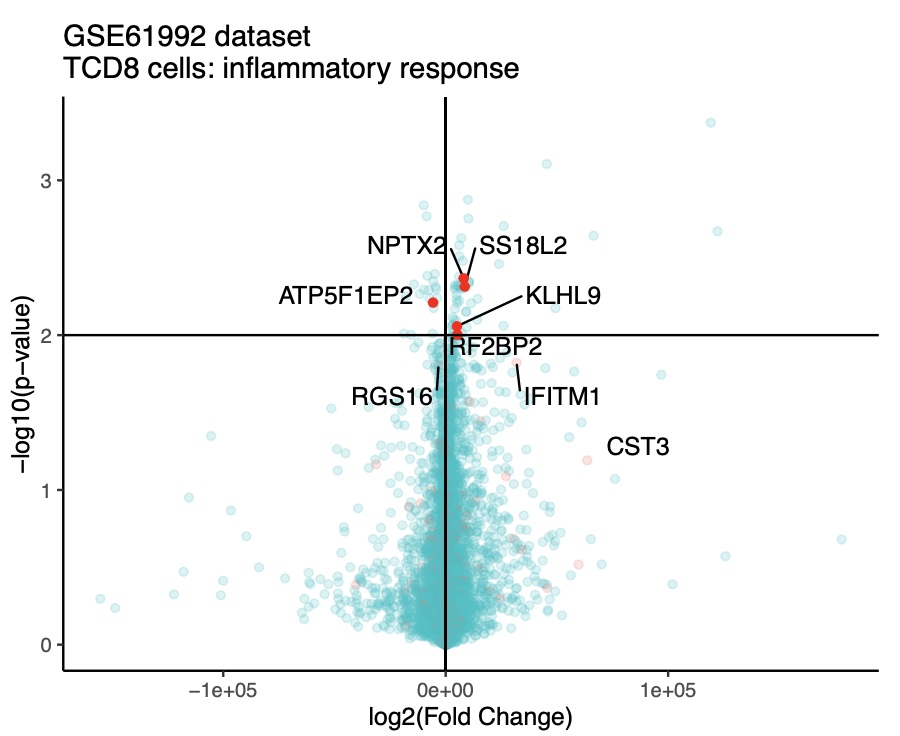 GSE61992 dataset
TCD8 cells: inflammatory response
3
NPTX2
SS18L2
ATP5F1EP2
KLHL9
2
RF2BP2
RGS16
IFITM1
CST3
1
0
−log10(p−value)
−1e+05
0e+00
1e+05
log2(Fold Change)